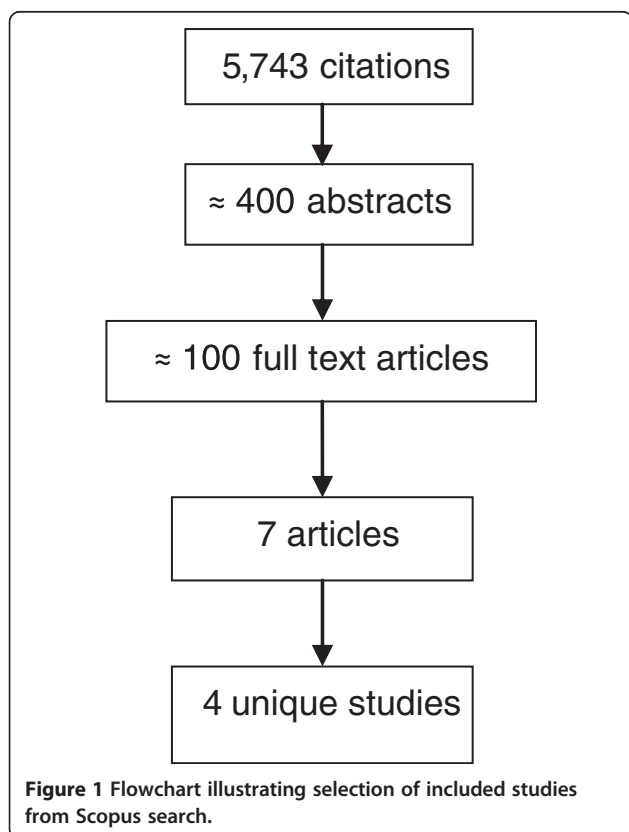 5,743 citations
≈ 400 abstracts
≈ 100 full text articles
7 articles
4 unique studies
Figure 1 Flowchart illustrating selection of included studies
from Scopus search.